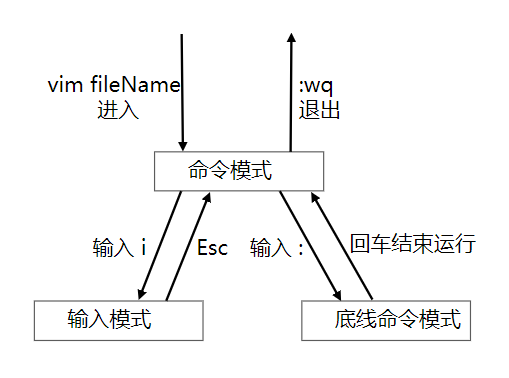 vim fileName
进入
:wq
退出
命令模式
输入 i
Esc
输入 :
回车结束运行
输入模式
底线命令模式